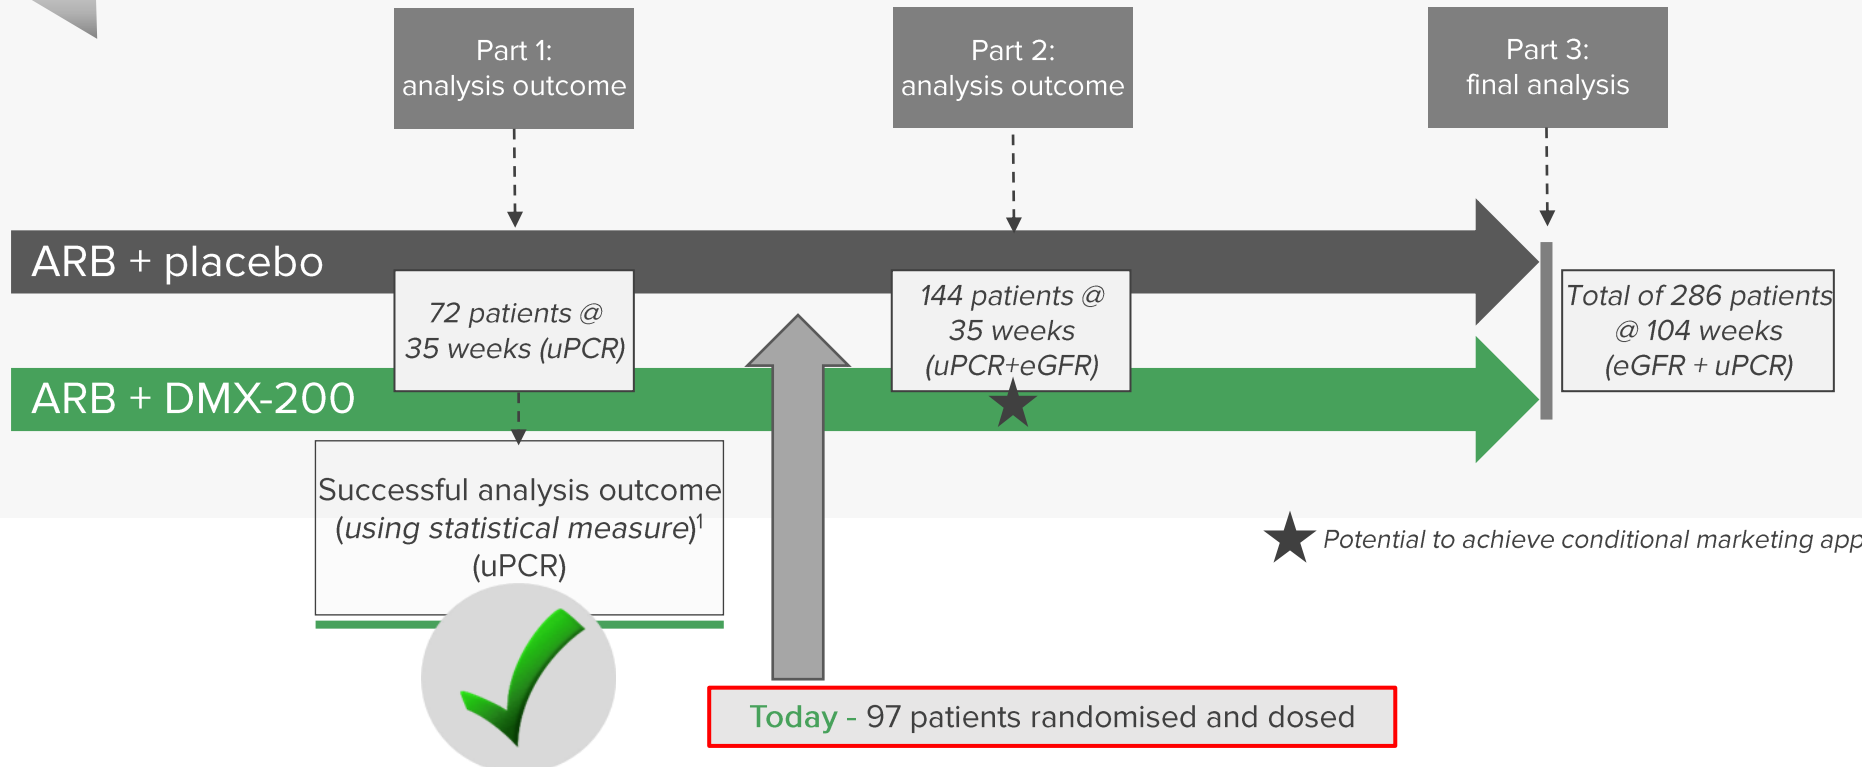 Part 1:
analysis outcome
Part 2:
analysis outcome
Part 3:
final analysis
ARB + placebo
72 patients @
35 weeks (uPCR)
144 patients @
35 weeks
(uPCR+eGFR)
Total of 286 patients
@ 104 weeks
(eGFR + uPCR)
ARB + DMX-200
Successful analysis outcome
(using statistical measure)¹
(uPCR)
Potential to achieve conditional marketing app
Today - 97 patients randomised and dosed